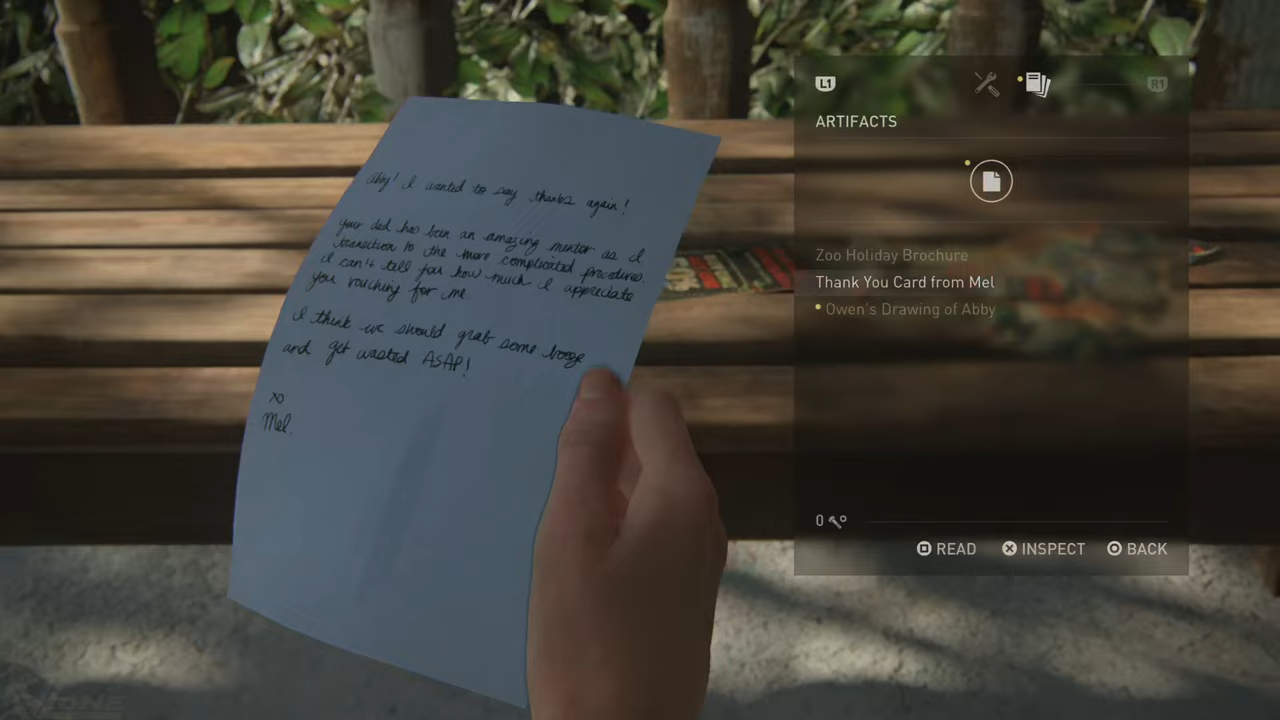 Aby! I wanted to say thanks again!
your dad has been an amazing mentor as I
transition to the more complicated procedures.
I can't tell you how much I appreciate
you vouching for me.
I think we should grab some booze
and get wasted ASAP!
xo
Mel.
L1
R1
ARTIFACTS
Zoo Holiday Brochure
Thank You Card from Mel
Owen's Drawing of Abby
0
READ
INSPECT
BACK